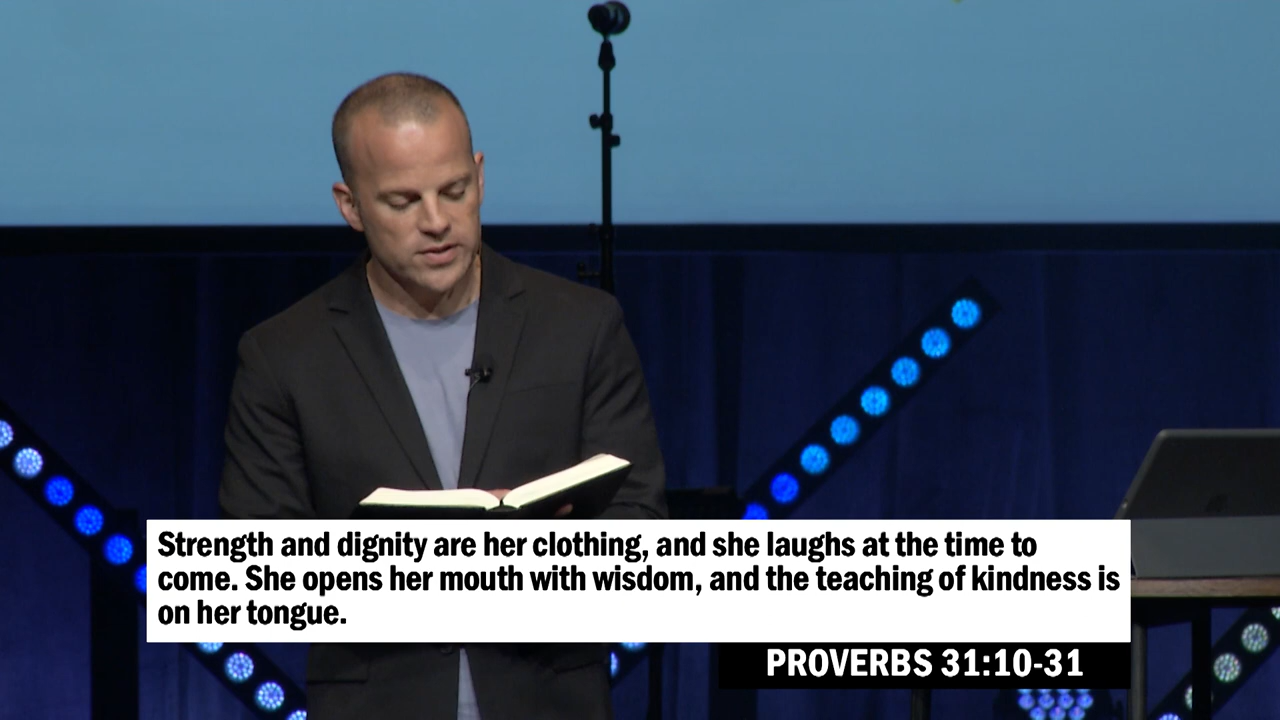 Strength and dignity are her clothing, and she laughs at the time to
come. She opens her mouth with wisdom, and the teaching of kindness is
on her tongue.
PROVERBS 31:10-31